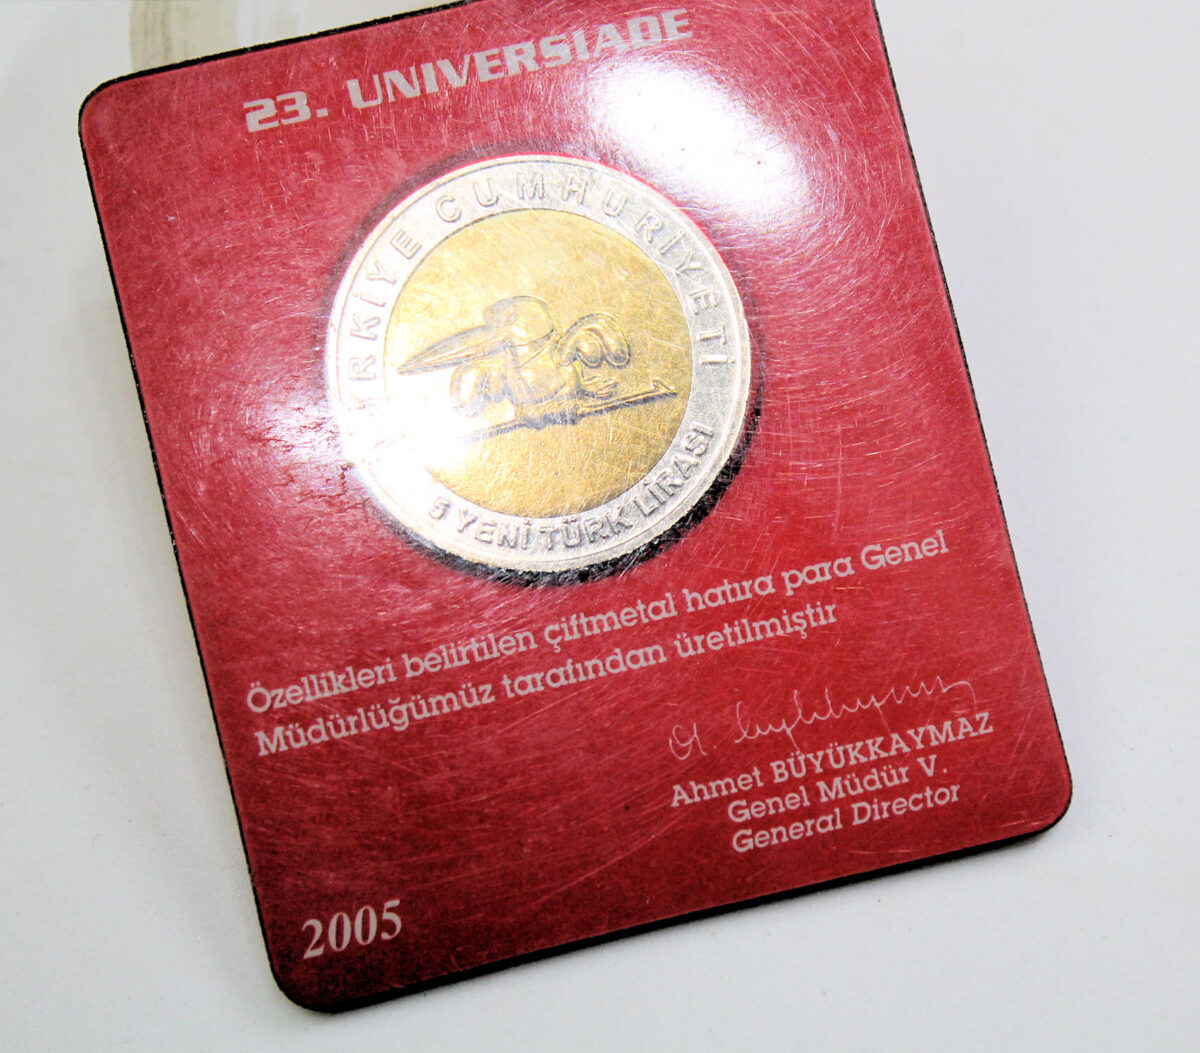 23. UNIVERSIADE
TÜRKİYE CUMHURİYETİ
5 YENİ TÜRK LİRASI
Özellikleri belirtilen çiftmetal hatıra para Genel
Müdürlüğümüz tarafından üretilmiştir
Ahmet BÜYÜKKAYMAZ
Genel Müdür V.
General Director
2005